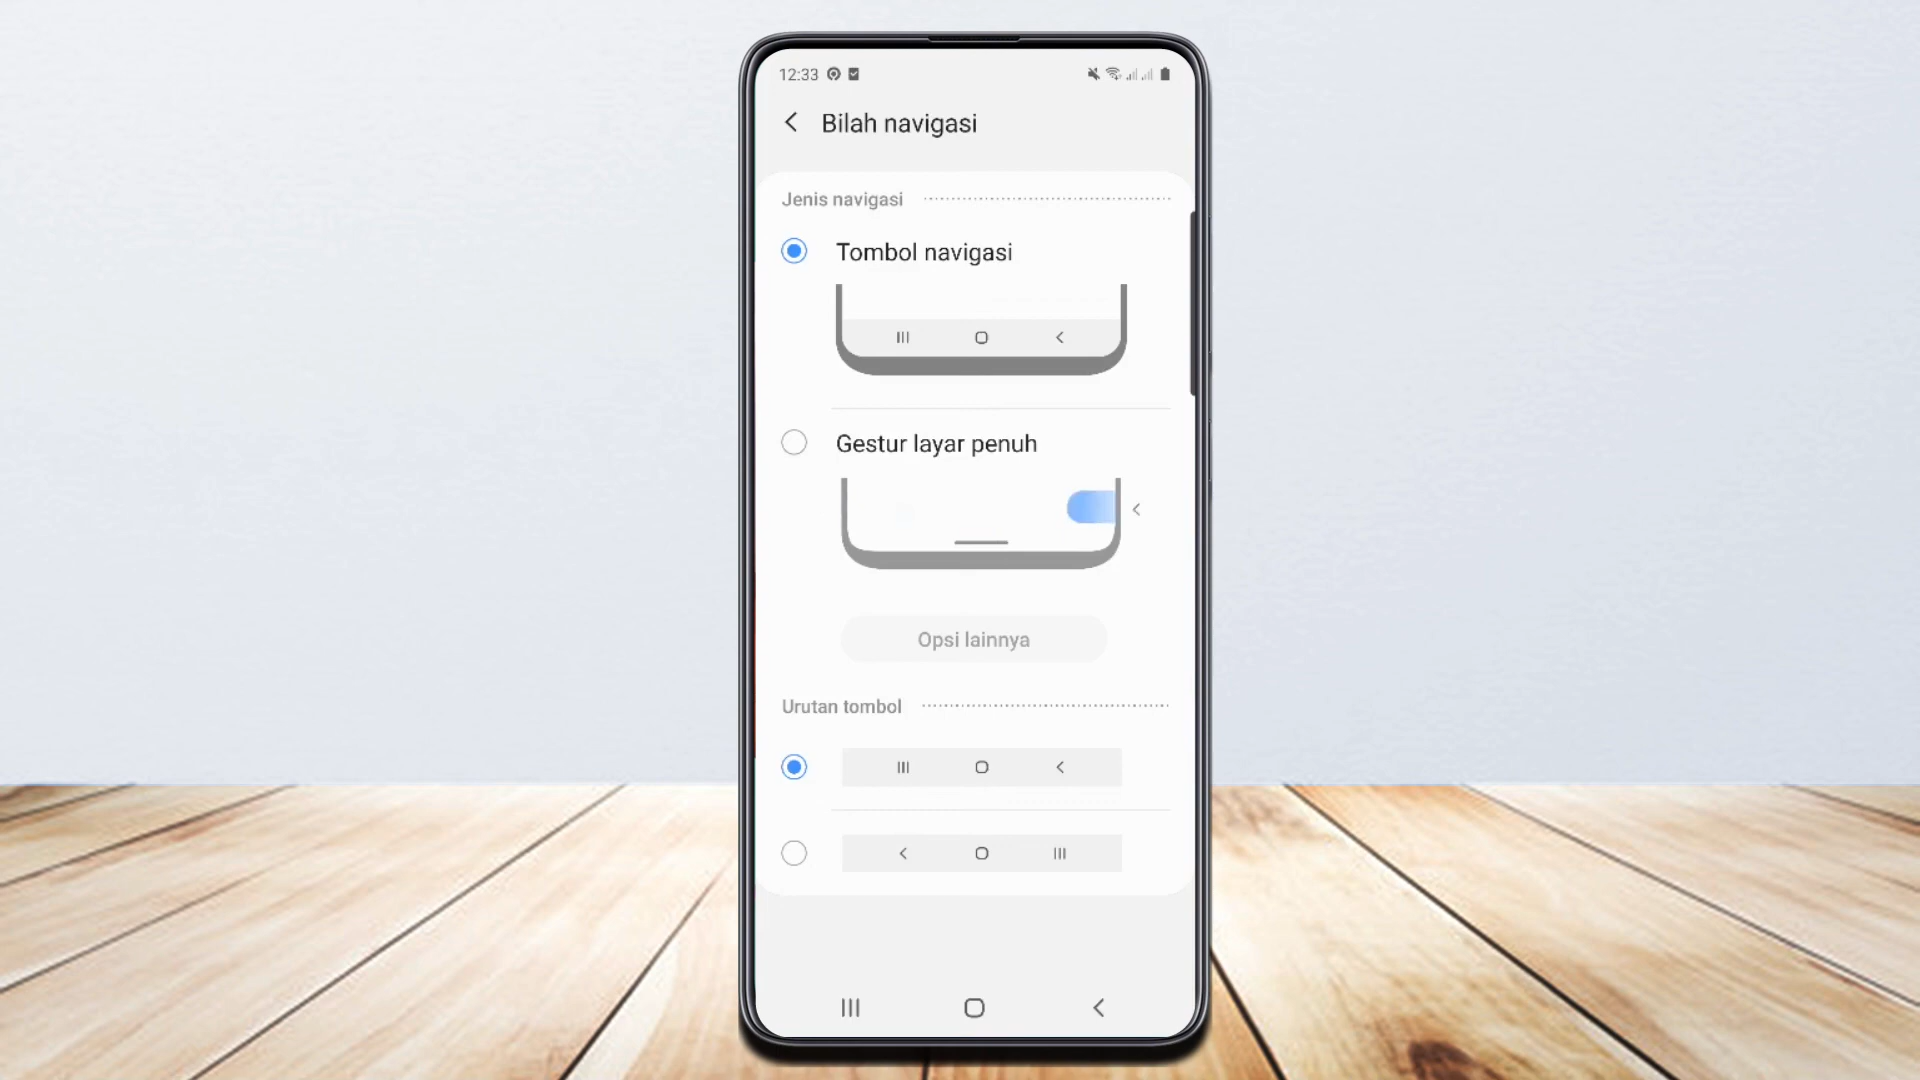 12:33
Bilah navigasi
Jenis navigasi
Tombol navigasi
Gestur layar penuh
Opsi lainnya
Urutan tombol